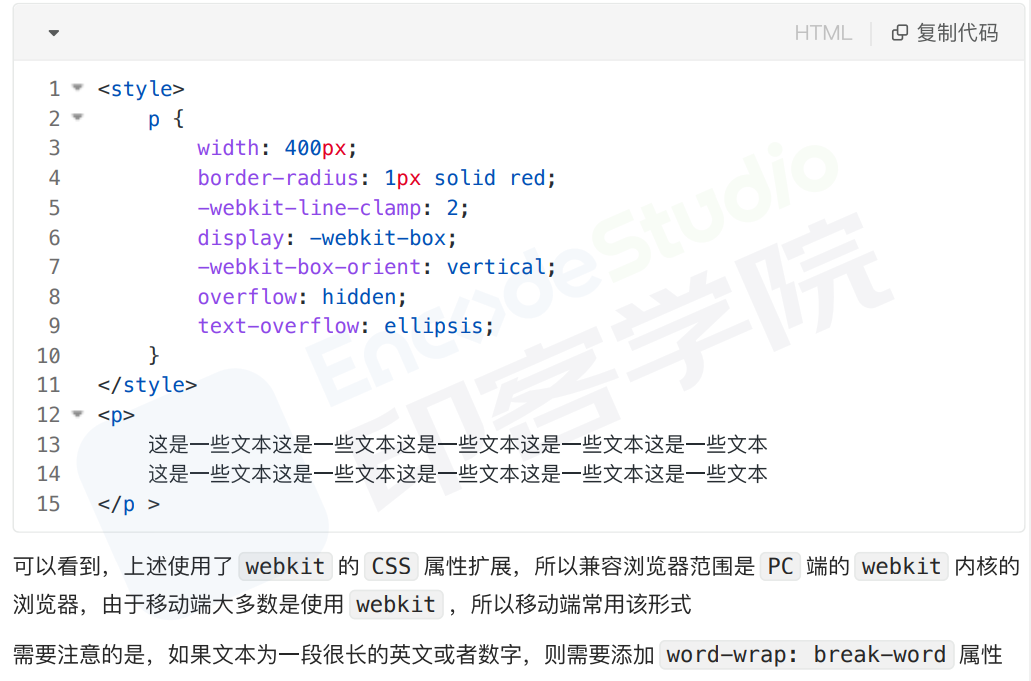 HTML 复制代码
1 <style>
2 p {
3 width: 400px;
4 border-radius: 1px solid red;
5 -webkit-line-clamp: 2;
6 display: -webkit-box;
7 -webkit-box-orient: vertical;
8 overflow: hidden;
9 text-overflow: ellipsis;
10 }
11 </style>
12 <p>
13 这是一些文本这是一些文本这是一些文本这是一些文本这是一些文本
14 这是一些文本这是一些文本这是一些文本这是一些文本这是一些文本
15 </p >
EncodeStudio
印客学院
可以看到，上述使用了 webkit 的 CSS 属性扩展，所以兼容浏览器范围是 PC 端的 webkit 内核的
浏览器，由于移动端大多数是使用 webkit ，所以移动端常用该形式
需要注意的是，如果文本为一段很长的英文或者数字，则需要添加 word-wrap: break-word 属性